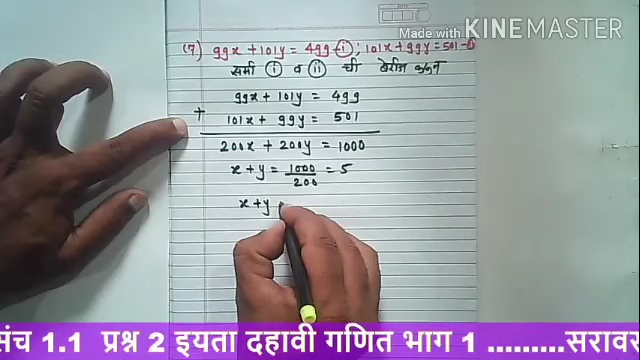 Made with KINEMASTER
(7) 99x + 101y = 499 -(i) ; 101x + 99y = 501 -(ii)
समी (i) व (ii) ची बेरीज करून
99x + 101y = 499
+ 101x + 99y = 501
200x + 200y = 1000
x + y = 1000/200 = 5
x + y
संच 1.1 प्रश्न 2 इयता दहावी गणित भाग 1 .........सरावस